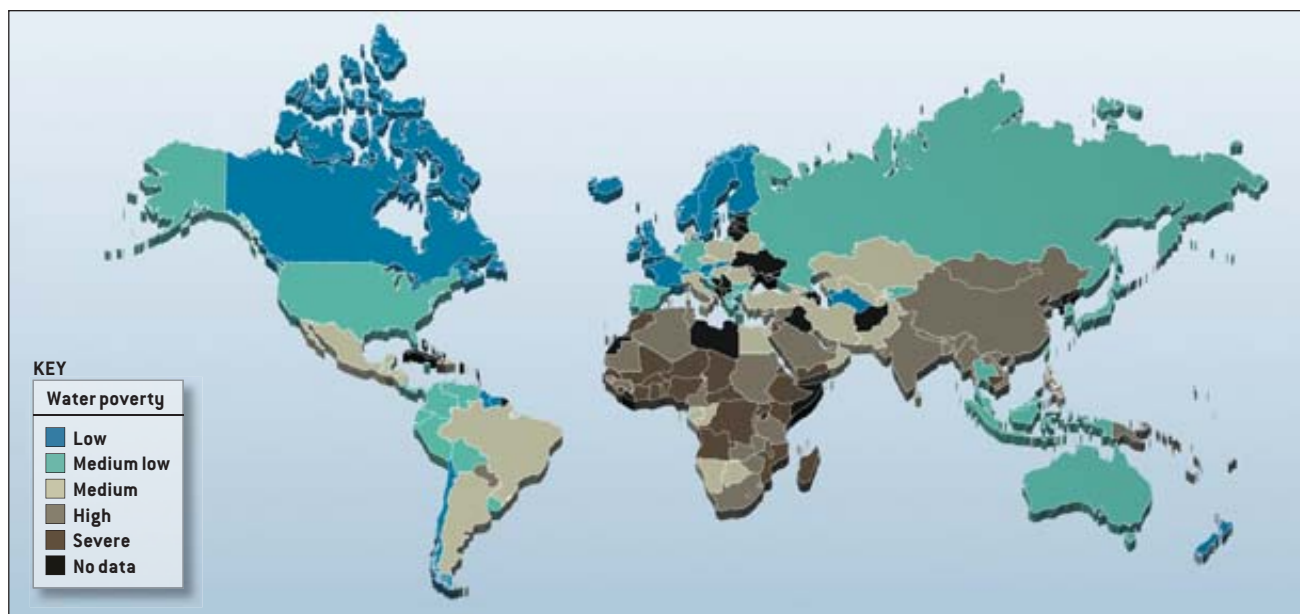 KEY
Water poverty
Low
Medium low
Medium
High
Severe
No data